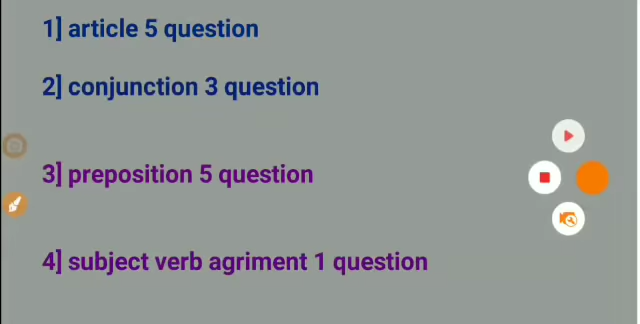 1] article 5 question
2] conjunction 3 question
3] preposition 5 question
4] subject verb agriment 1 question